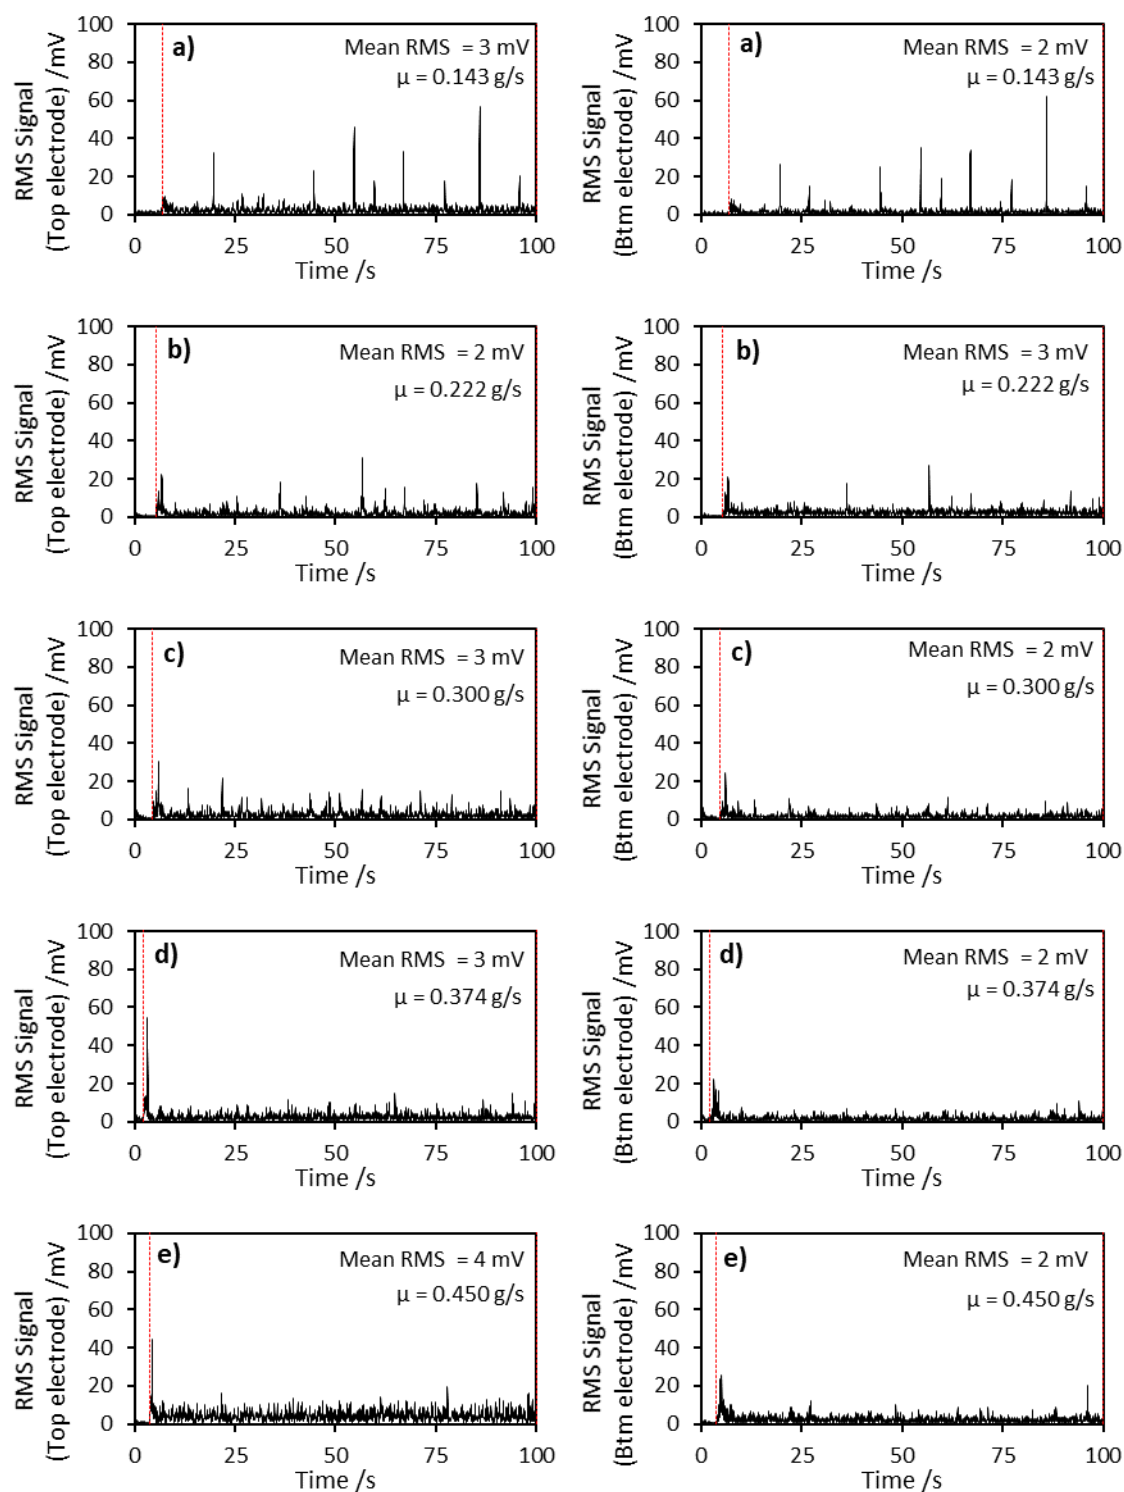 RMS Signal
(Top electrode) /mV
100
80
60
40
20
0
a)
Mean RMS = 3 mV
μ = 0.143 g/s
0 25 50 75 100
Time /s
RMS Signal
(Btm electrode) /mV
100
80
60
40
20
0
a)
Mean RMS = 2 mV
μ = 0.143 g/s
0 25 50 75 100
Time /s
RMS Signal
(Top electrode) /mV
100
80
60
40
20
0
b)
Mean RMS = 2 mV
μ = 0.222 g/s
0 25 50 75 100
Time /s
RMS Signal
(Btm electrode) /mV
100
80
60
40
20
0
b)
Mean RMS = 3 mV
μ = 0.222 g/s
0 25 50 75 100
Time /s
RMS Signal
(Top electrode) /mV
100
80
60
40
20
0
c)
Mean RMS = 3 mV
μ = 0.300 g/s
0 25 50 75 100
Time /s
RMS Signal
(Btm electrode) /mV
100
80
60
40
20
0
c)
Mean RMS = 2 mV
μ = 0.300 g/s
0 25 50 75 100
Time /s
RMS Signal
(Top electrode) /mV
100
80
60
40
20
0
d)
Mean RMS = 3 mV
μ = 0.374 g/s
0 25 50 75 100
Time /s
RMS Signal
(Btm electrode) /mV
100
80
60
40
20
0
d)
Mean RMS = 2 mV
μ = 0.374 g/s
0 25 50 75 100
Time /s
RMS Signal
(Top electrode) /mV
100
80
60
40
20
0
e)
Mean RMS = 4 mV
μ = 0.450 g/s
0 25 50 75 100
Time /s
RMS Signal
(Btm electrode) /mV
100
80
60
40
20
0
e)
Mean RMS = 2 mV
μ = 0.450 g/s
0 25 50 75 100
Time /s